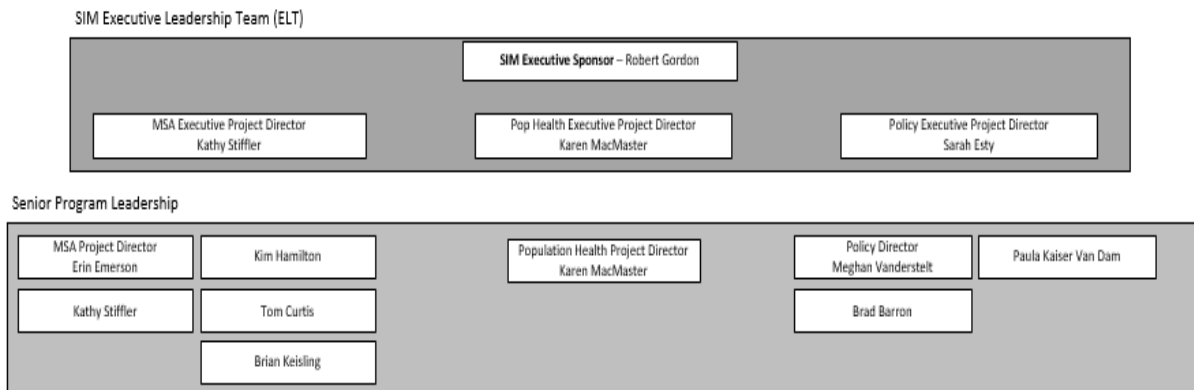 SIM Executive Leadership Team (ELT)
SIM Executive Sponsor – Robert Gordon
MSA Executive Project Director
Kathy Stiffler
Pop Health Executive Project Director
Karen MacMaster
Policy Executive Project Director
Sarah Esty
Senior Program Leadership
MSA Project Director
Erin Emerson
Kim Hamilton
Population Health Project Director
Karen MacMaster
Policy Director
Meghan Vanderstelt
Paula Kaiser Van Dam
Kathy Stiffler
Tom Curtis
Brad Barron
Brian Keisling